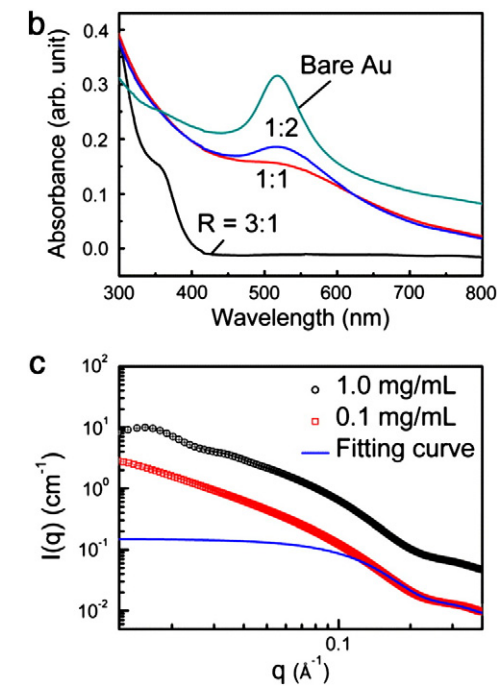 b
Absorbance (arb. unit)
0.4
0.3
0.2
0.1
0.0
Bare Au
1:2
1:1
R = 3:1
300 400 500 600 700 800
Wavelength (nm)
c
I(q) (cm⁻¹)
10²
10¹
10⁰
10⁻¹
10⁻²
1.0 mg/mL
0.1 mg/mL
Fitting curve
0.1
q (Å⁻¹)